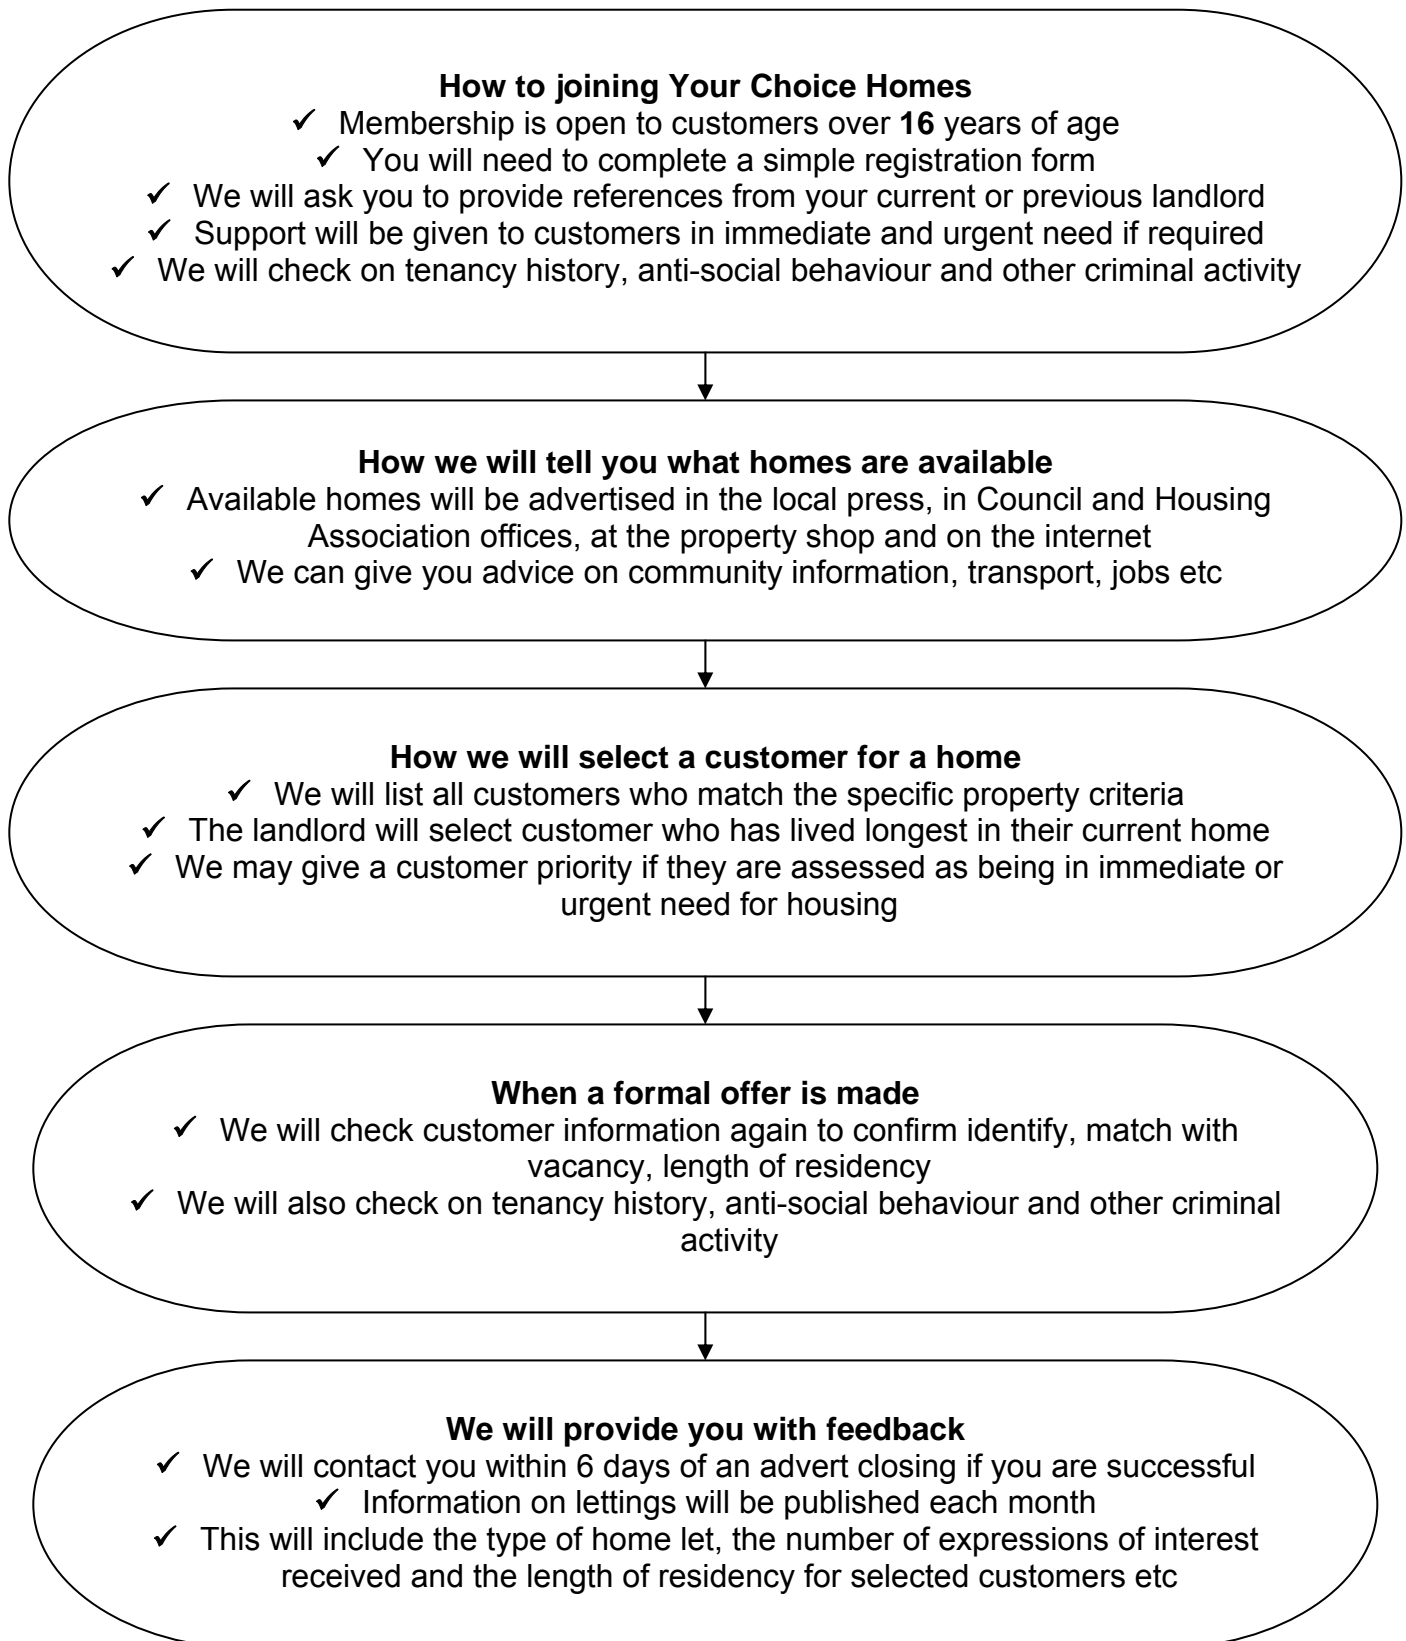 How to joining Your Choice Homes
✓ Membership is open to customers over 16 years of age
✓ You will need to complete a simple registration form
✓ We will ask you to provide references from your current or previous landlord
✓ Support will be given to customers in immediate and urgent need if required
✓ We will check on tenancy history, anti-social behaviour and other criminal activity
How we will tell you what homes are available
✓ Available homes will be advertised in the local press, in Council and Housing
Association offices, at the property shop and on the internet
✓ We can give you advice on community information, transport, jobs etc
How we will select a customer for a home
✓ We will list all customers who match the specific property criteria
✓ The landlord will select customer who has lived longest in their current home
✓ We may give a customer priority if they are assessed as being in immediate or
urgent need for housing
When a formal offer is made
✓ We will check customer information again to confirm identify, match with
vacancy, length of residency
✓ We will also check on tenancy history, anti-social behaviour and other criminal
activity
We will provide you with feedback
✓ We will contact you within 6 days of an advert closing if you are successful
✓ Information on lettings will be published each month
✓ This will include the type of home let, the number of expressions of interest
received and the length of residency for selected customers etc